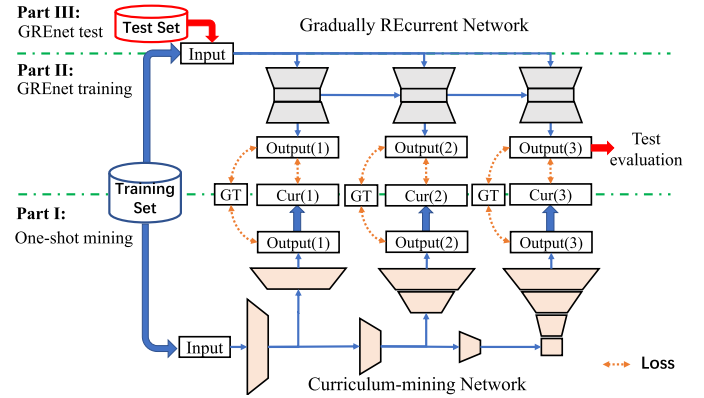 Part III:
GREnet test
Test Set
Gradually REcurrent Network
Input
Part II:
GREnet training
Output(1)
Output(2)
Output(3)
Test
evaluation
Training
Set
GT
Cur(1)
GT
Cur(2)
GT
Cur(3)
Part I:
One-shot mining
Output(1)
Output(2)
Output(3)
Input
Loss
Curriculum-mining Network